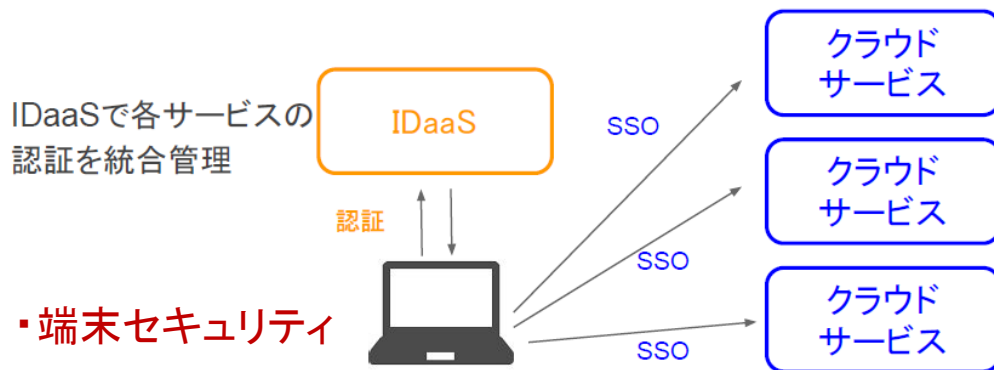 IDaaSで各サービスの
認証を統合管理
IDaaS
認証
・端末セキュリティ
SSO
SSO
SSO
クラウド
サービス
クラウド
サービス
クラウド
サービス